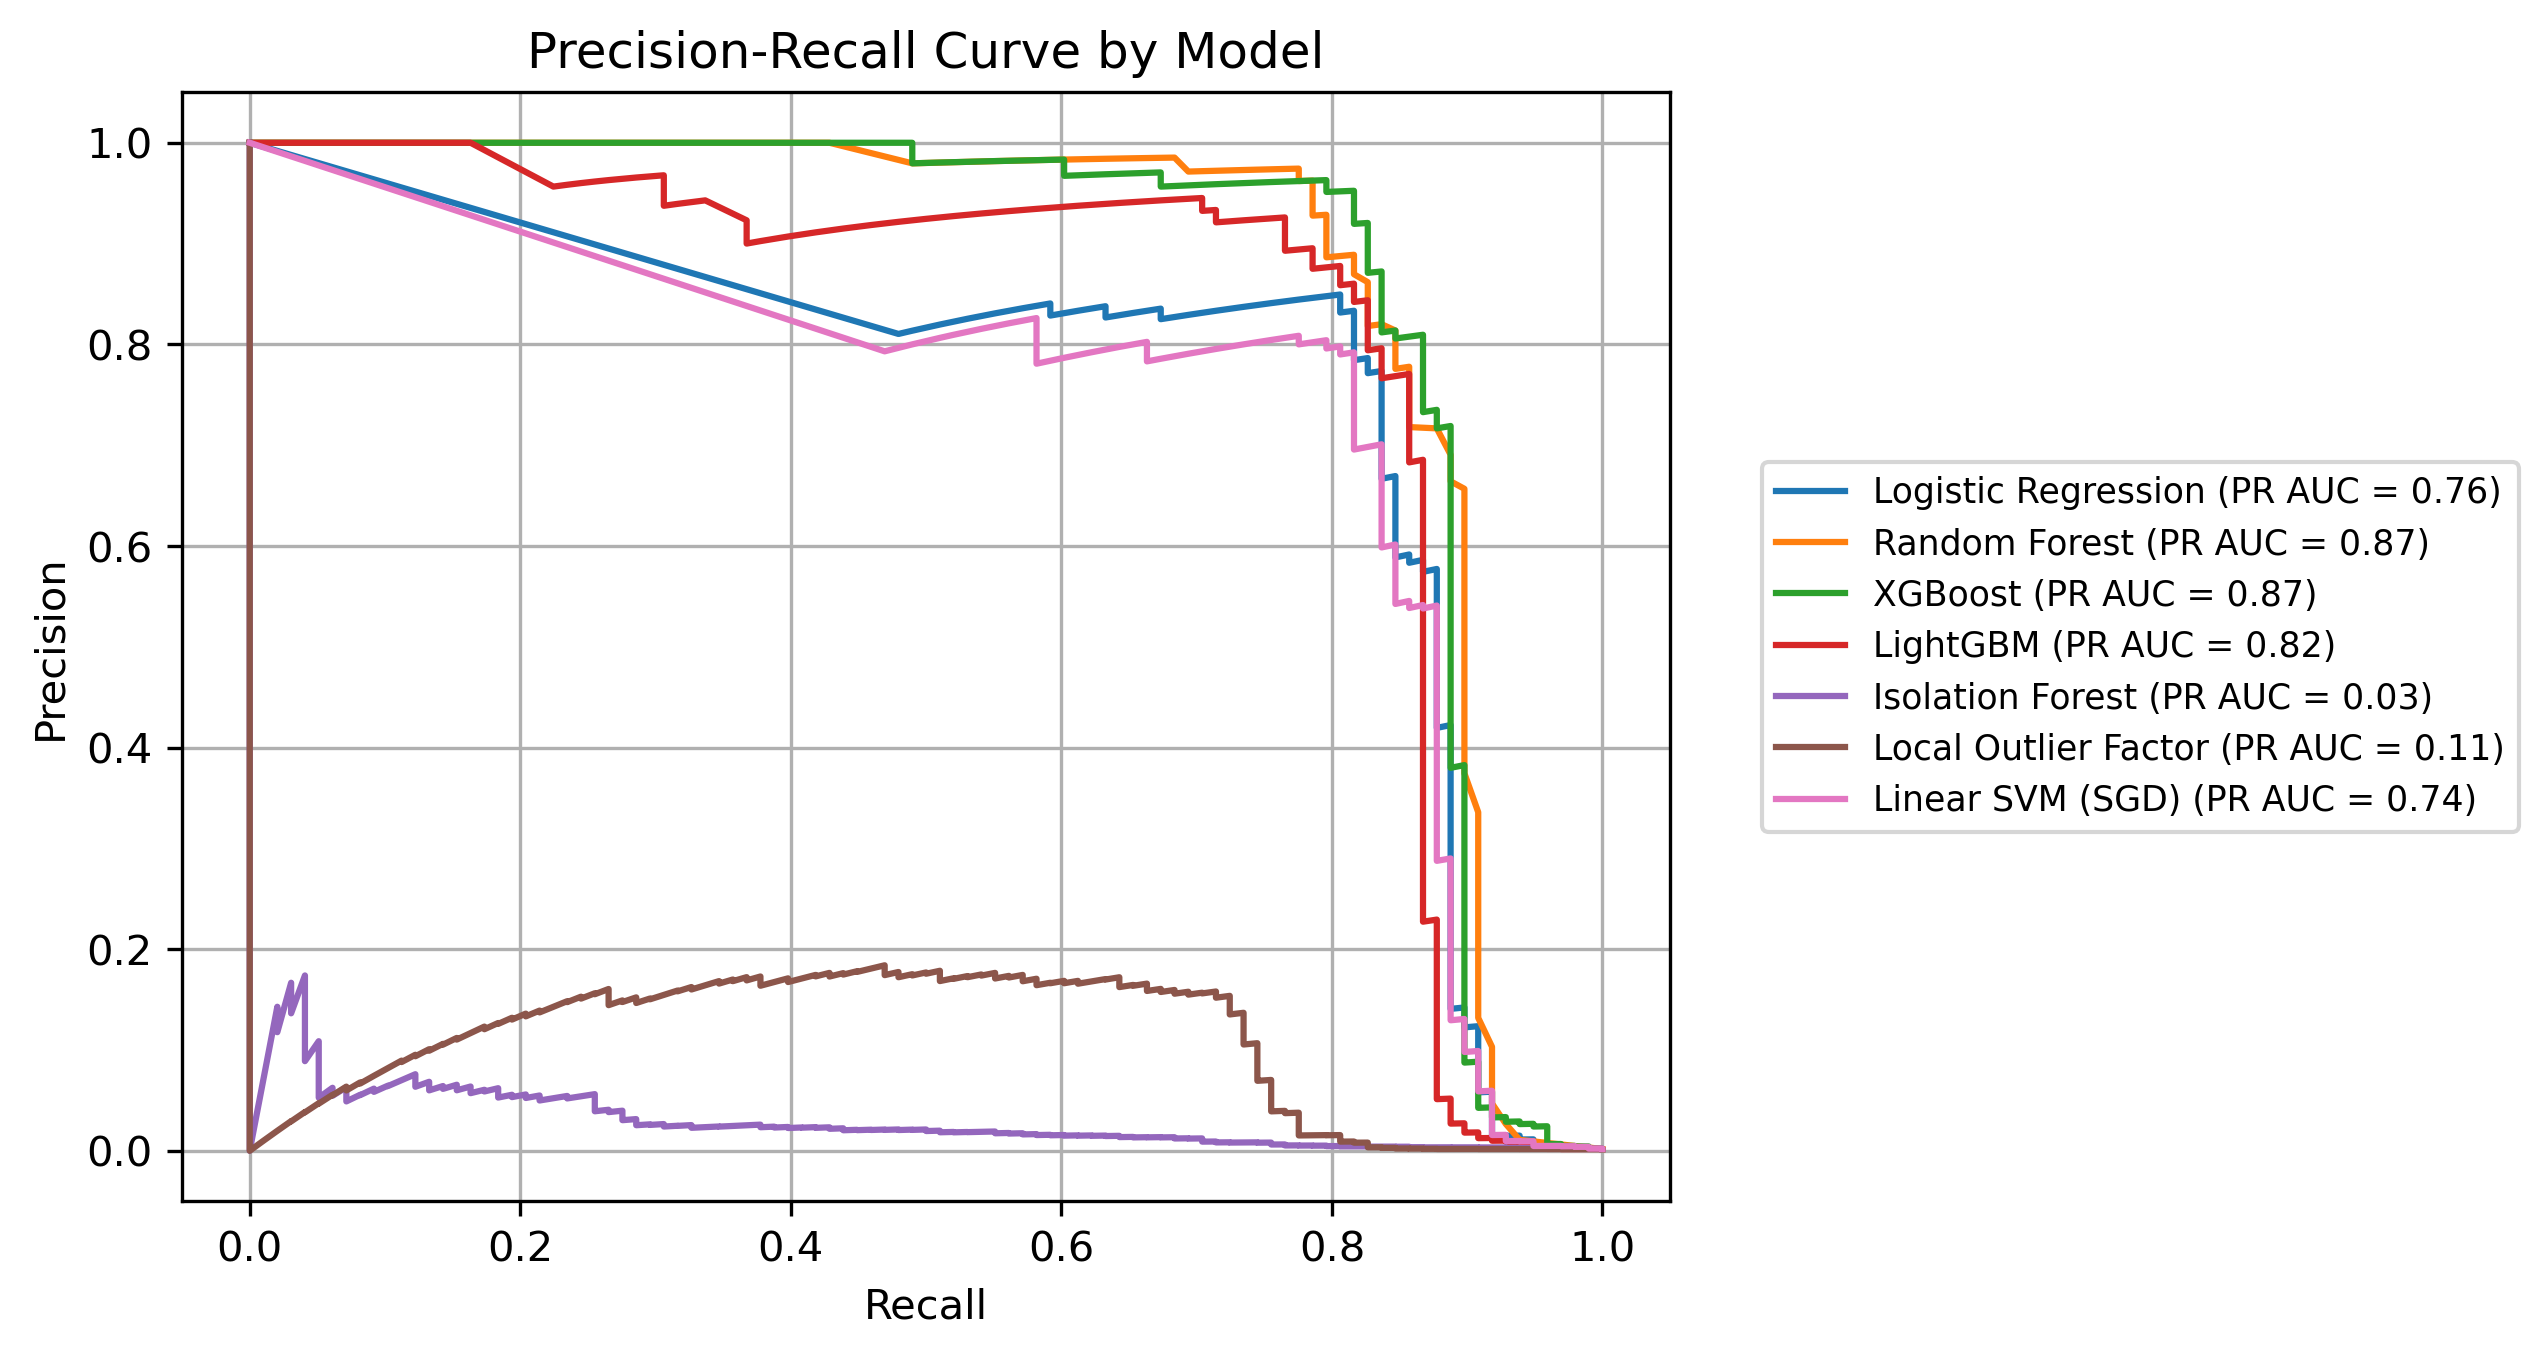 Precision-Recall Curve by Model
Precision
1.0
0.8
0.6
0.4
0.2
0.0
0.0 0.2 0.4 0.6 0.8 1.0
Recall
Logistic Regression (PR AUC = 0.76)
Random Forest (PR AUC = 0.87)
XGBoost (PR AUC = 0.87)
LightGBM (PR AUC = 0.82)
Isolation Forest (PR AUC = 0.03)
Local Outlier Factor (PR AUC = 0.11)
Linear SVM (SGD) (PR AUC = 0.74)